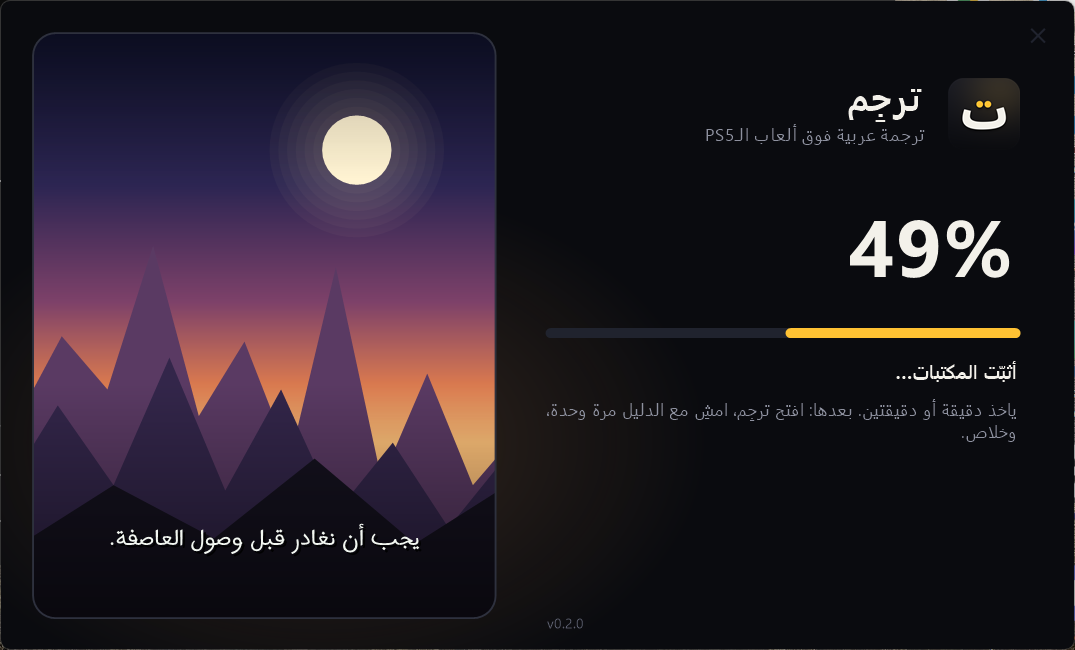 ت
ترجِم
ترجمة عربية فوق ألعاب الـPS5
49%
أثبّت المكتبات...
ياخذ دقيقة أو دقيقتين. بعدها: افتح ترجِم، امشِ مع الدليل مرة وحدة،
وخلاص.
يجب أن نغادر قبل وصول العاصفة.
v0.2.0